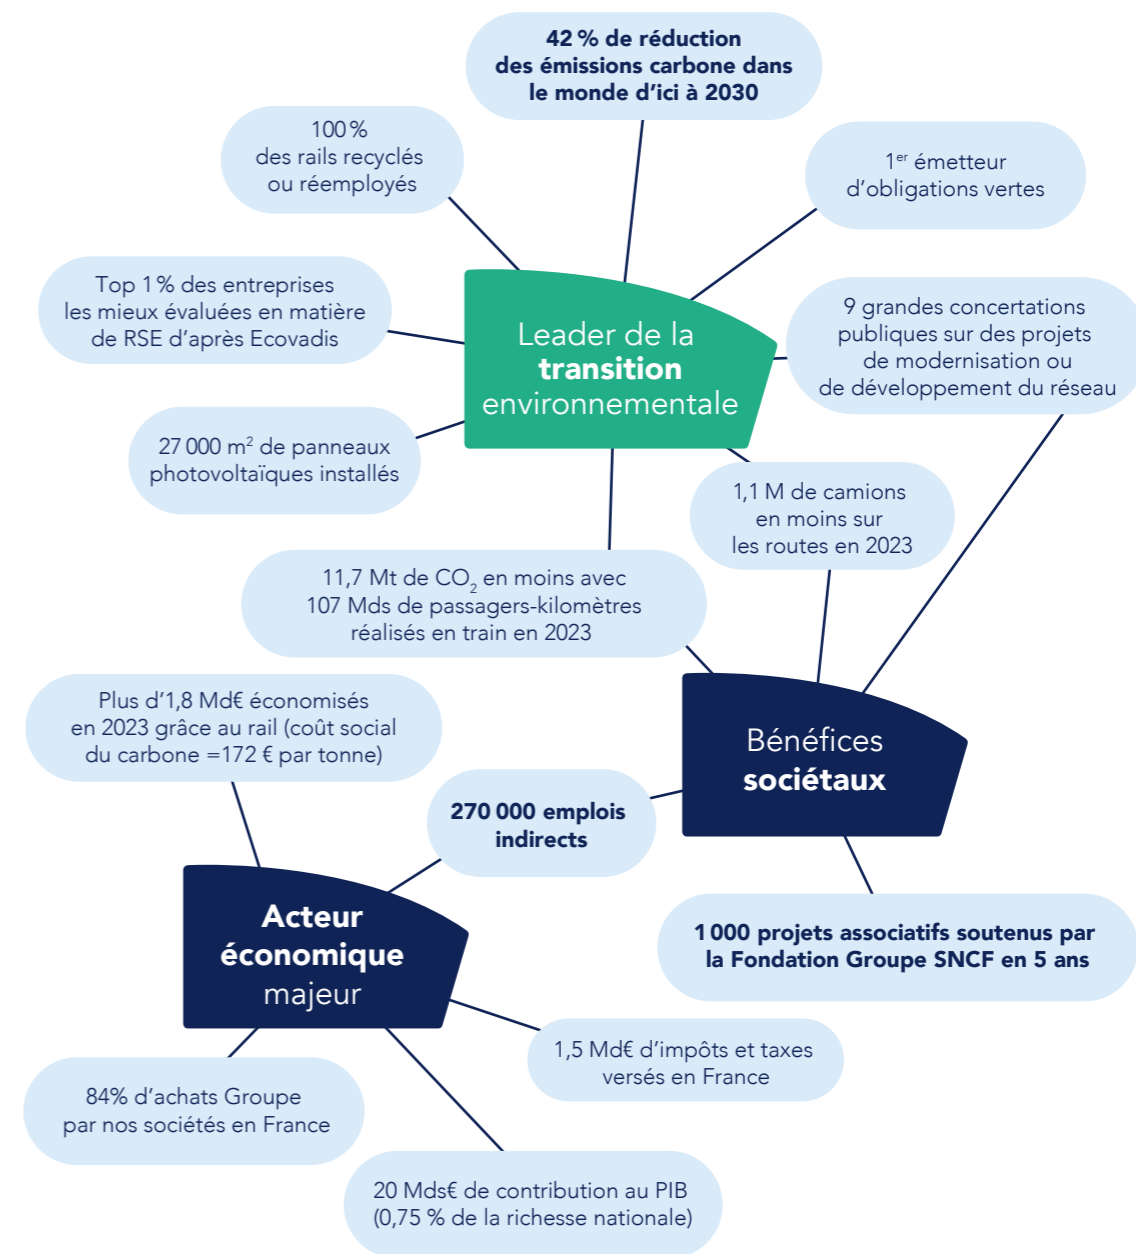 42 % de réduction
des émissions carbone dans
le monde d’ici à 2030
100 %
des rails recyclés
ou réemployés
1er émetteur
d’obligations vertes
Top 1 % des entreprises
les mieux évaluées en matière
de RSE d’après Ecovadis
Leader de la
transition
environnementale
9 grandes concertations
publiques sur des projets
de modernisation ou
de développement du réseau
27 000 m² de panneaux
photovoltaïques installés
1,1 M de camions
en moins sur
les routes en 2023
11,7 Mt de CO₂ en moins avec
107 Mds de passagers-kilomètres
réalisés en train en 2023
Plus d’1,8 Md€ économisés
en 2023 grâce au rail (coût social
du carbone =172 € par tonne)
Bénéfices
sociétaux
270 000 emplois
indirects
Acteur
économique
majeur
1 000 projets associatifs soutenus par
la Fondation Groupe SNCF en 5 ans
1,5 Md€ d’impôts et taxes
versés en France
84% d’achats Groupe
par nos sociétés en France
20 Mds€ de contribution au PIB
(0,75 % de la richesse nationale)